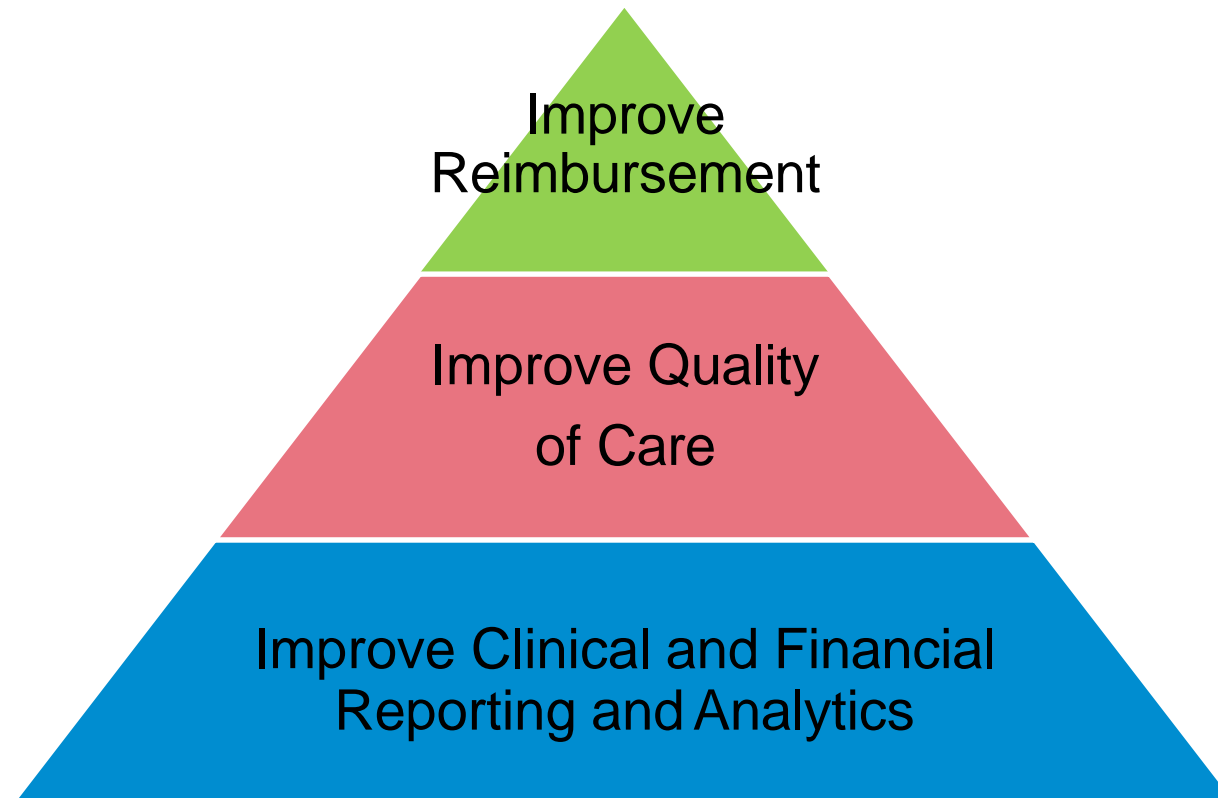 Improve
Reimbursement
Improve Quality
of Care
Improve Clinical and Financial
Reporting and Analytics